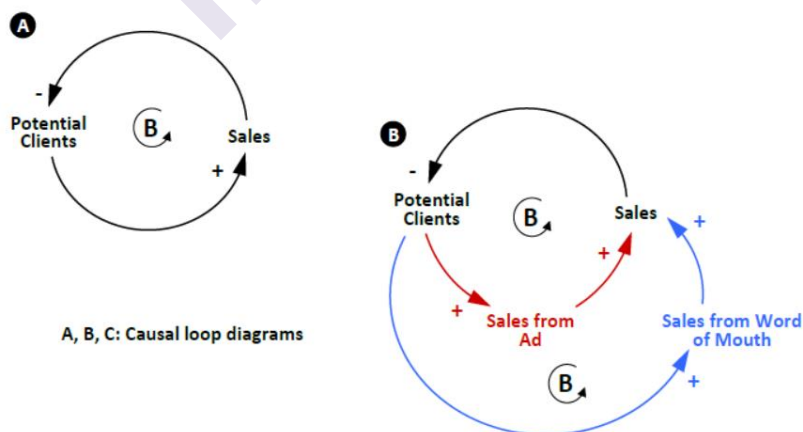 A
-
Potential
Clients
B
Sales
+
A, B, C: Causal loop diagrams
B
-
Potential
Clients
B
Sales
+
+
+
Sales from
Ad
Sales from Word
of Mouth
B
+